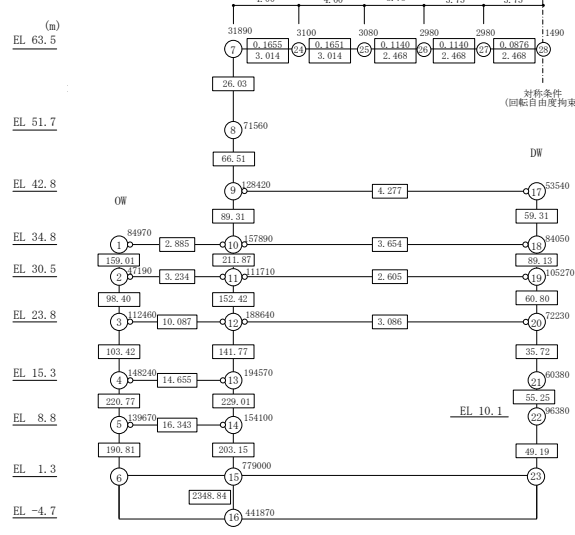 (m)
31890 3100 3080 2980 2980 1490
EL 63.5 7 0.1655 24 0.1651 25 0.1140 26 0.1140 27 0.0876 28
3.014 3.014 2.468 2.468 2.468
26.03
対称条件
(回転自由度拘束
EL 51.7 8 71560
66.51
DW
EL 42.8 9 128420 4.277 17 53540
OW
89.31 59.31
84970 157890 84050
EL 34.8 1 2.885 10 3.654 18
159.01 211.87 89.13
47190 111710 105270
EL 30.5 2 3.234 11 2.605 19
98.40 152.42 60.80
112460 188640 72230
EL 23.8 3 10.087 12 3.086 20
103.42 141.77 35.72
148240 194570 60380
EL 15.3 4 14.655 13 21
220.77 229.01 55.25
139670 154100 96380
EL 10.1 22
EL 8.8 5 16.343 14
190.81 203.15 49.19
779000
EL 1.3 6 15 23
2348.84
441870
EL -4.7 16